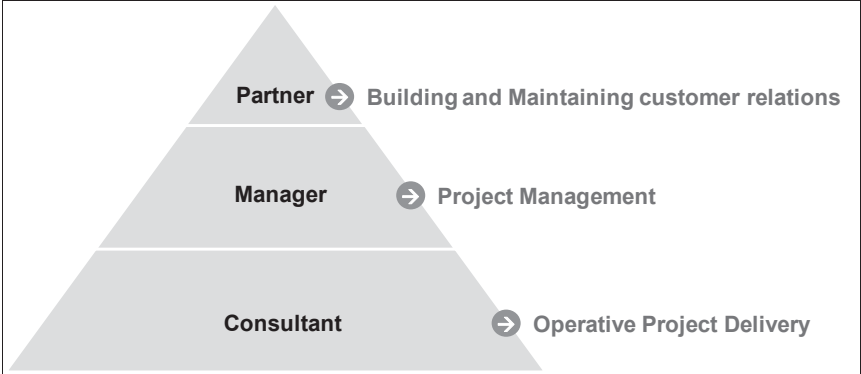 Partner Building and Maintaining customer relations
Manager Project Management
Consultant Operative Project Delivery